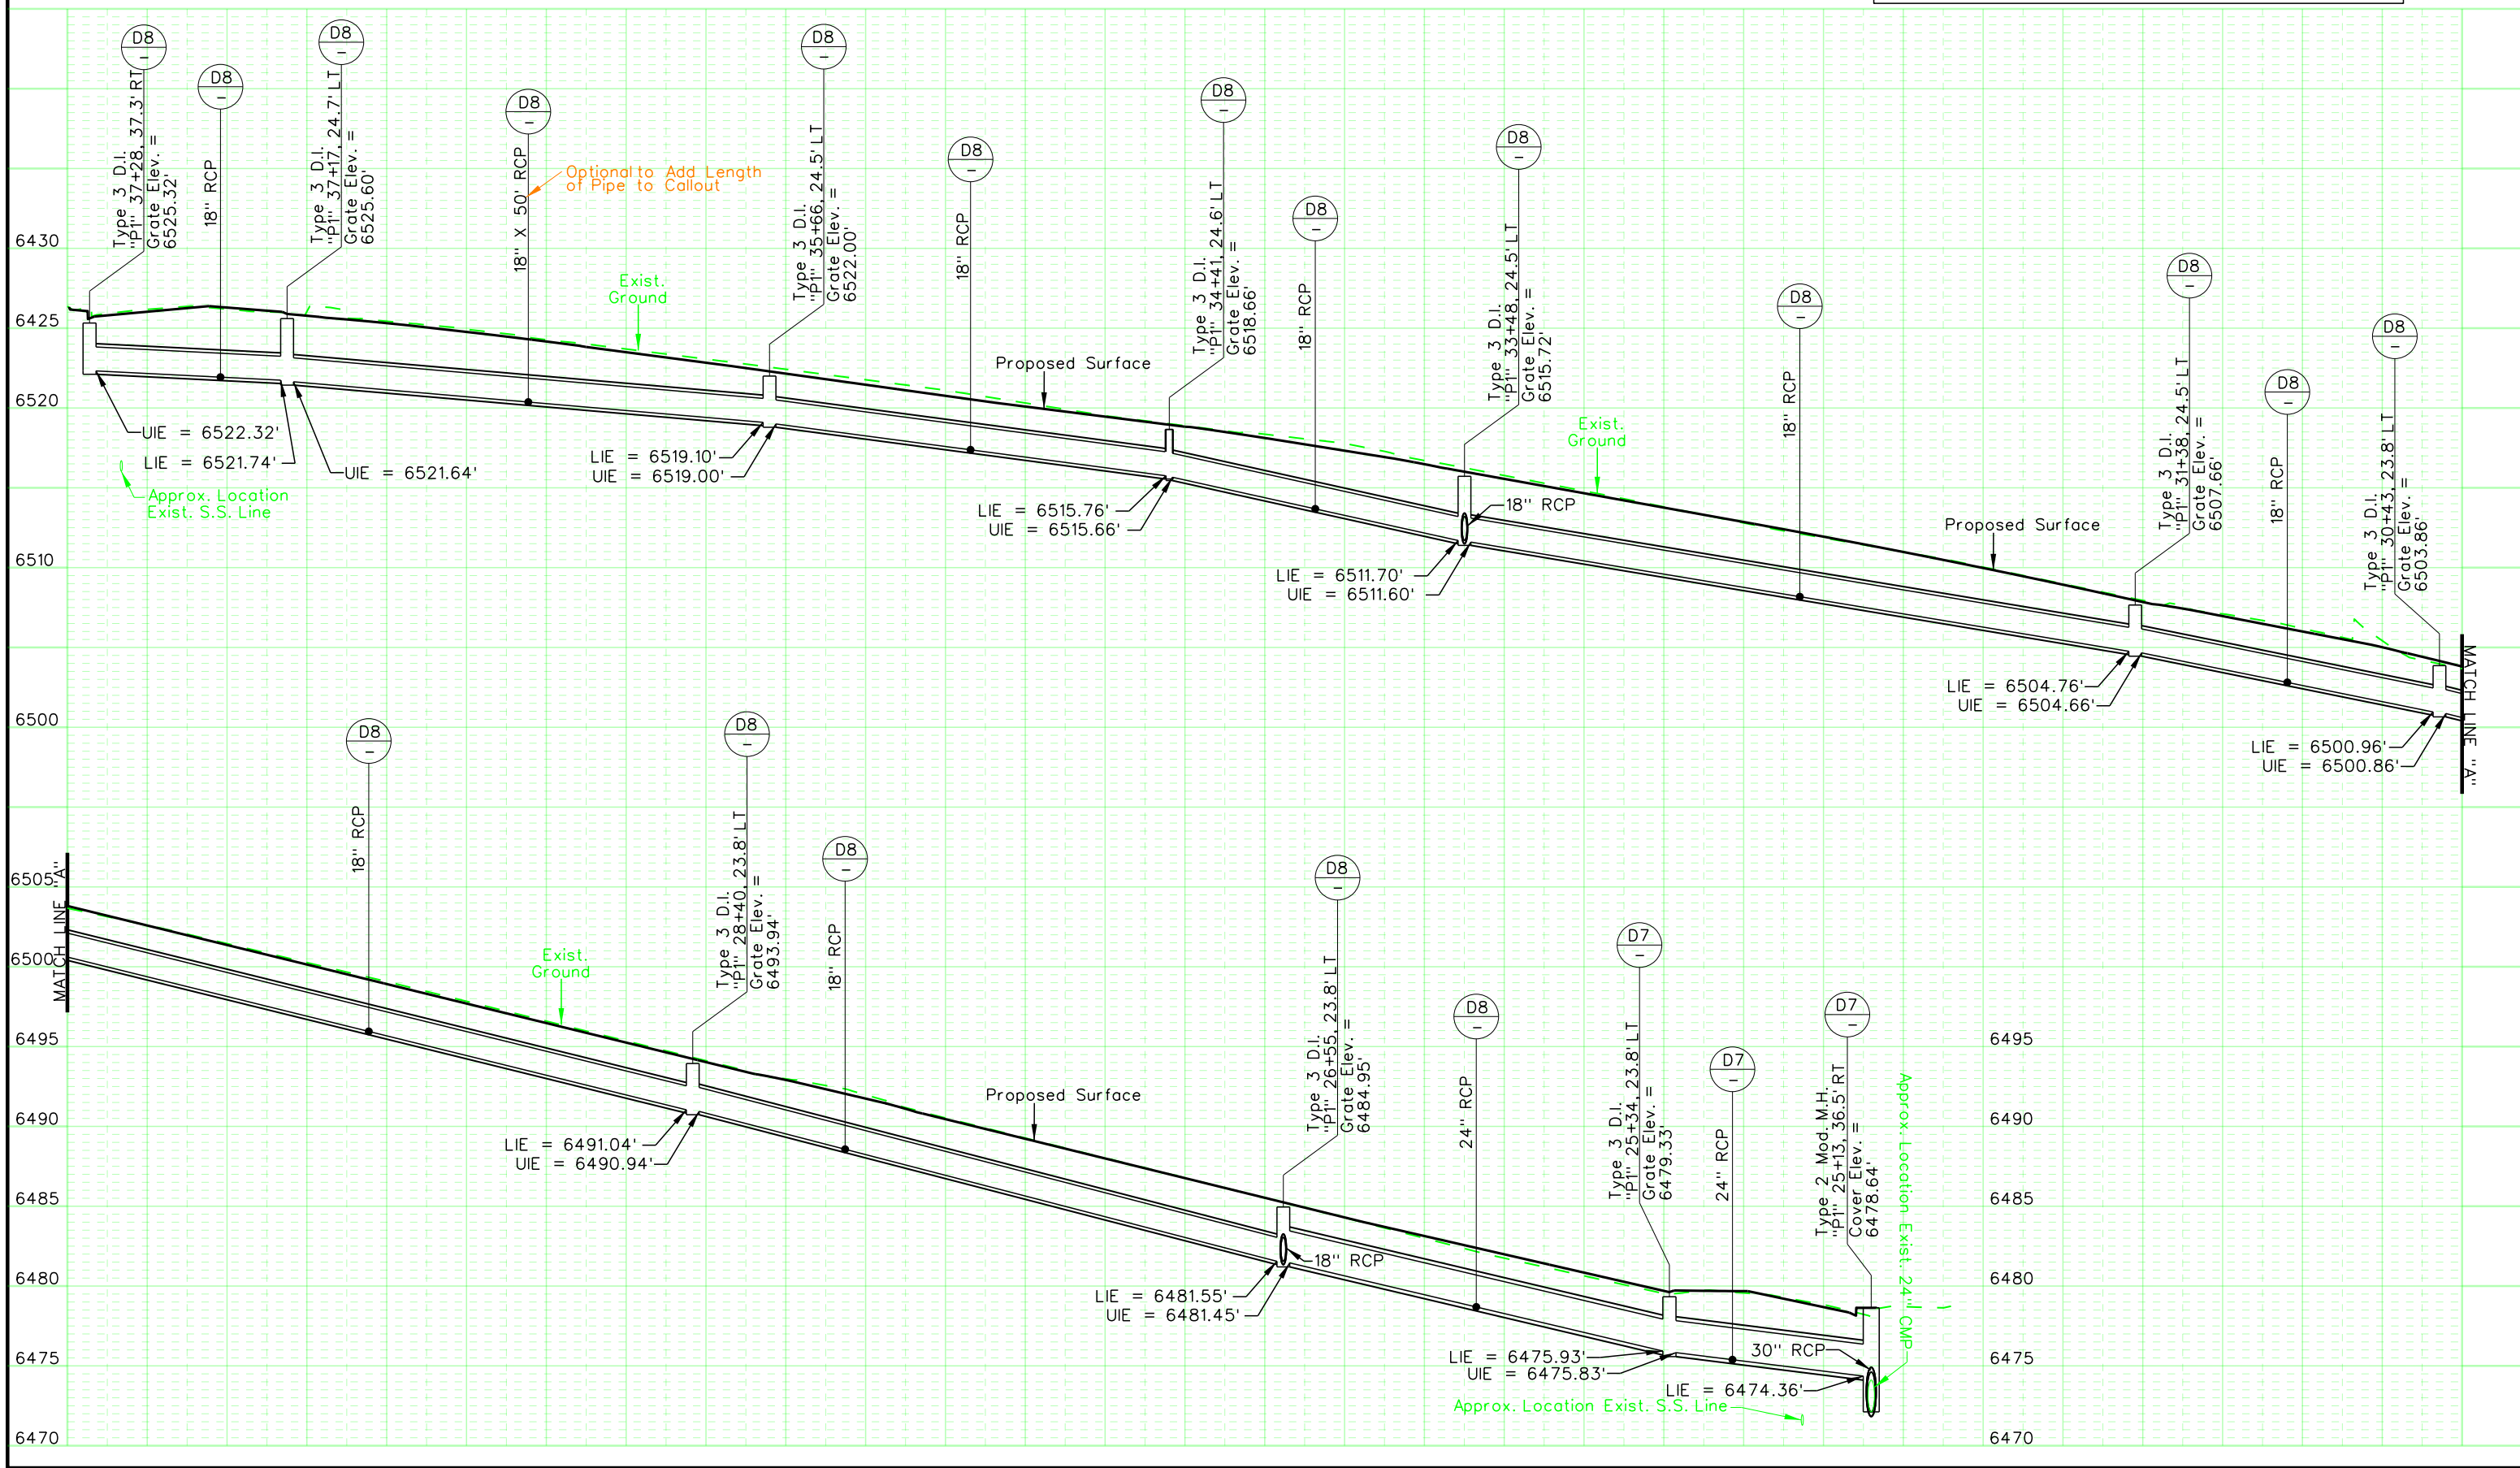 D8
–
Type 3 D.I.
"P1" 37+28, 37.3' RT
Grate Elev. =
6525.32'
D8
–
18" RCP
D8
–
Type 3 D.I.
"P1" 37+17, 24.7' LT
Grate Elev. =
6525.60'
D8
–
18" X 50' RCP
Optional to Add Length
of Pipe to Callout
D8
–
Type 3 D.I.
"P1" 35+66, 24.5' LT
Grate Elev. =
6522.00'
D8
–
18" RCP
D8
–
Type 3 D.I.
"P1" 34+41, 24.6' LT
Grate Elev. =
6518.66'
D8
–
18" RCP
D8
–
Type 3 D.I.
"P1" 33+48, 24.5' LT
Grate Elev. =
6515.72'
D8
–
18" RCP
D8
–
Type 3 D.I.
"P1" 31+38, 24.5' LT
Grate Elev. =
6507.66'
D8
–
18" RCP
D8
–
Type 3 D.I.
"P1" 30+43, 23.8' LT
Grate Elev. =
6503.86'
6430
6425
6520
6510
6500
Exist.
Ground
Proposed Surface
Exist.
Ground
Proposed Surface
UIE = 6522.32'
LIE = 6521.74'
UIE = 6521.64'
Approx. Location
Exist. S.S. Line
LIE = 6519.10'
UIE = 6519.00'
LIE = 6515.76'
UIE = 6515.66'
18" RCP
LIE = 6511.70'
UIE = 6511.60'
LIE = 6504.76'
UIE = 6504.66'
LIE = 6500.96'
UIE = 6500.86'
MATCH LINE "A"
MATCH LINE "A"
6505
6500
6495
6490
6485
6480
6475
6470
D8
–
18" RCP
Exist.
Ground
D8
–
Type 3 D.I.
"P1" 28+40, 23.8' LT
Grate Elev. =
6493.94'
D8
–
18" RCP
LIE = 6491.04'
UIE = 6490.94'
Proposed Surface
D8
–
Type 3 D.I.
"P1" 26+55, 23.8' LT
Grate Elev. =
6484.95'
18" RCP
LIE = 6481.55'
UIE = 6481.45'
D8
–
24" RCP
D7
–
Type 3 D.I.
"P1" 25+34, 23.8' LT
Grate Elev. =
6479.33'
D7
–
24" RCP
D7
–
Type 2 Mod. M.H.
"P1" 25+13, 36.5' RT
Cover Elev. =
6478.64'
Approx. Location Exist. 24" CMP
30" RCP
LIE = 6475.93'
UIE = 6475.83'
LIE = 6474.36'
Approx. Location Exist. S.S. Line
6495
6490
6485
6480
6475
6470